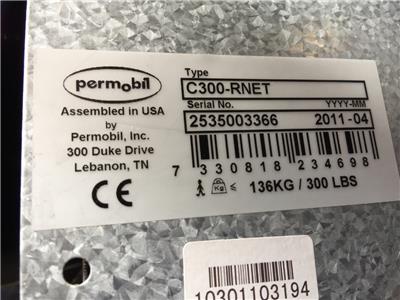 permobil
Assembled in USA
by
Permobil, Inc.
300 Duke Drive
Lebanon, TN
CE
Type
C300-RNET
Serial No. YYYY-MM
2535003366 2011-04
7 330818 234698
Kg ≤ 136KG / 300 LBS
10301103194